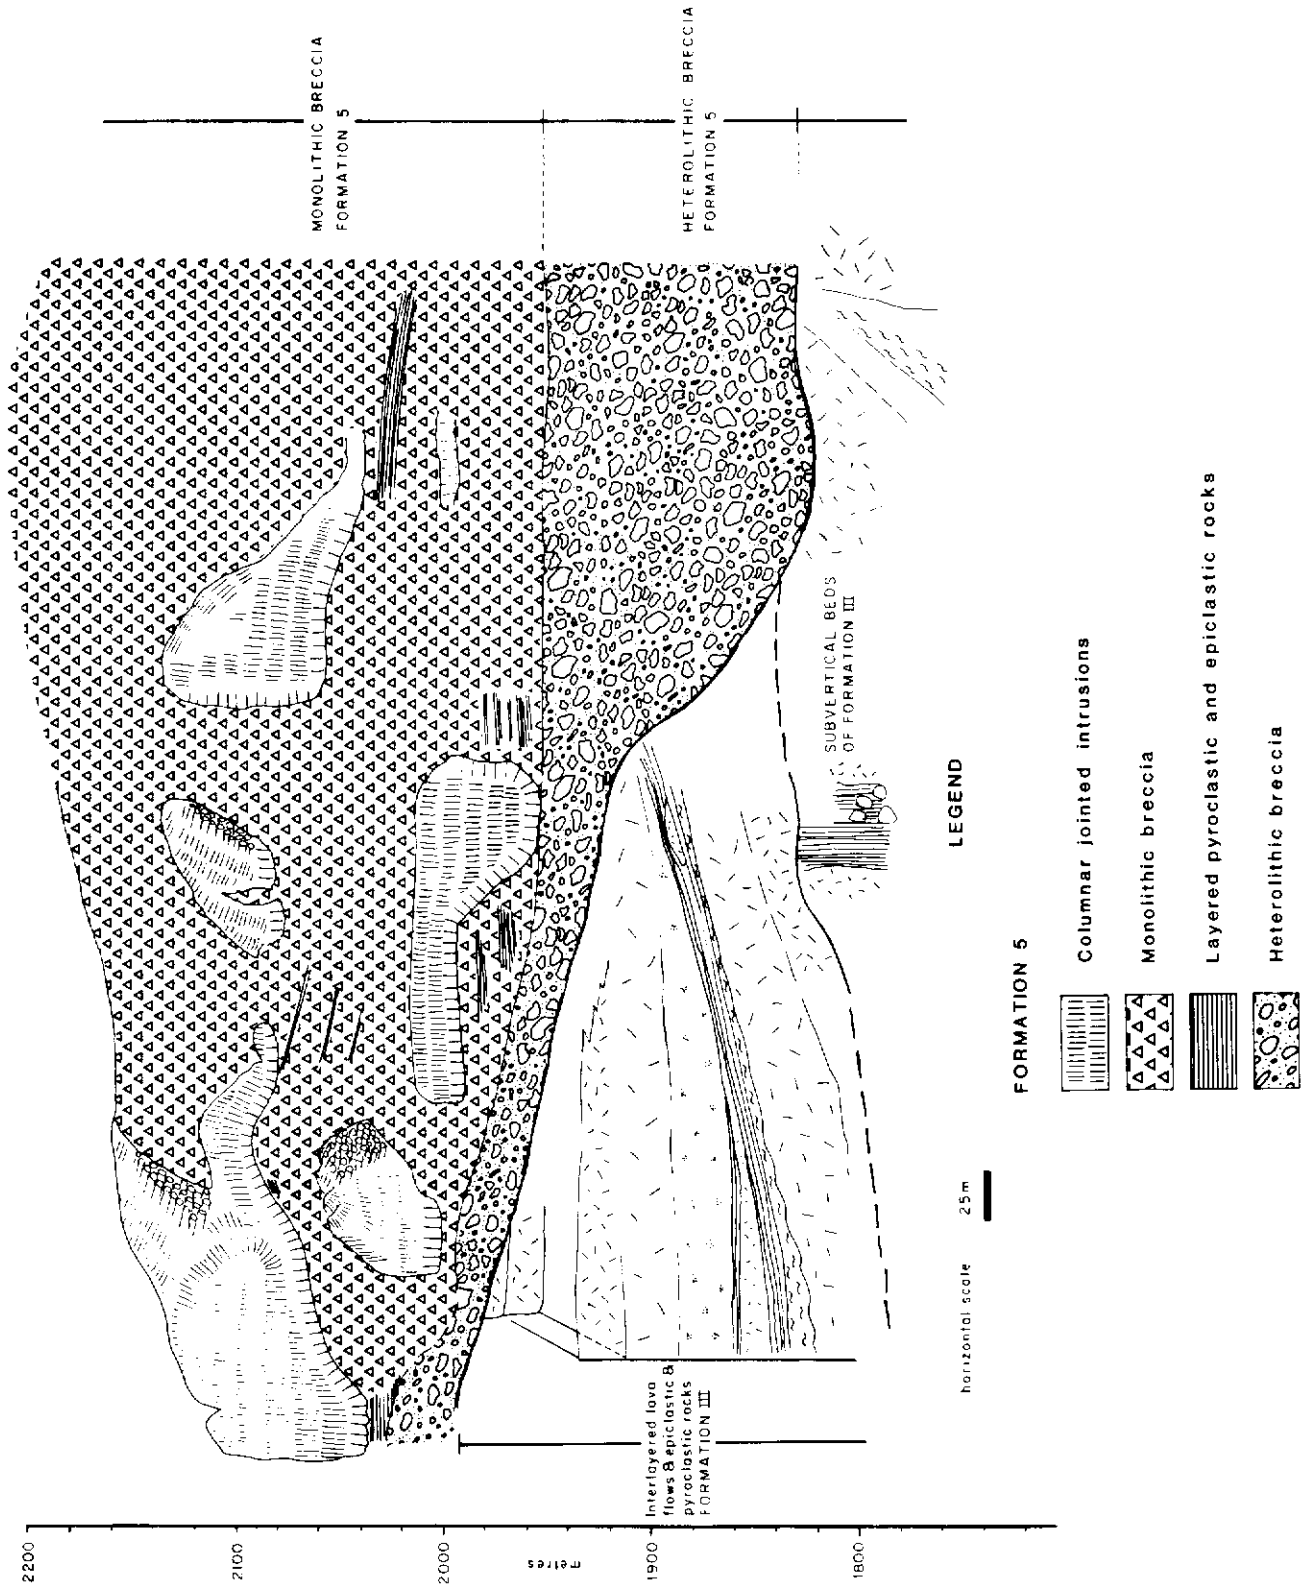 2200
2100
2000
metres
1900
1800
MONOLITHIC BRECCIA
FORMATION 5
HETEROLITHIC BRECCIA
FORMATION 5
Interlayered lava
flows & epiclastic &
pyroclastic rocks
FORMATION III
SUBVERTICAL BEDS
OF FORMATION III
horizontal scale
25m
LEGEND
FORMATION 5
Columnar jointed intrusions
Monolithic breccia
Layered pyroclastic and epiclastic rocks
Heterolithic breccia